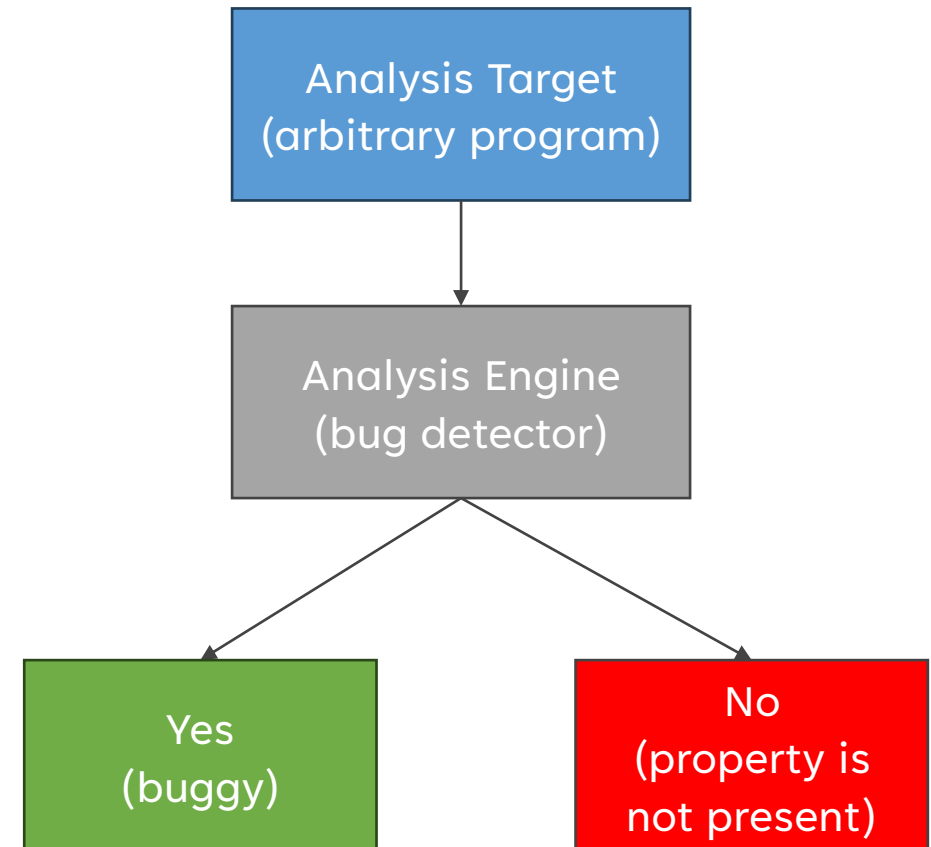 Analysis Target
(arbitrary program)
Analysis Engine
(bug detector)
Yes
(buggy)
No
(property is
not present)